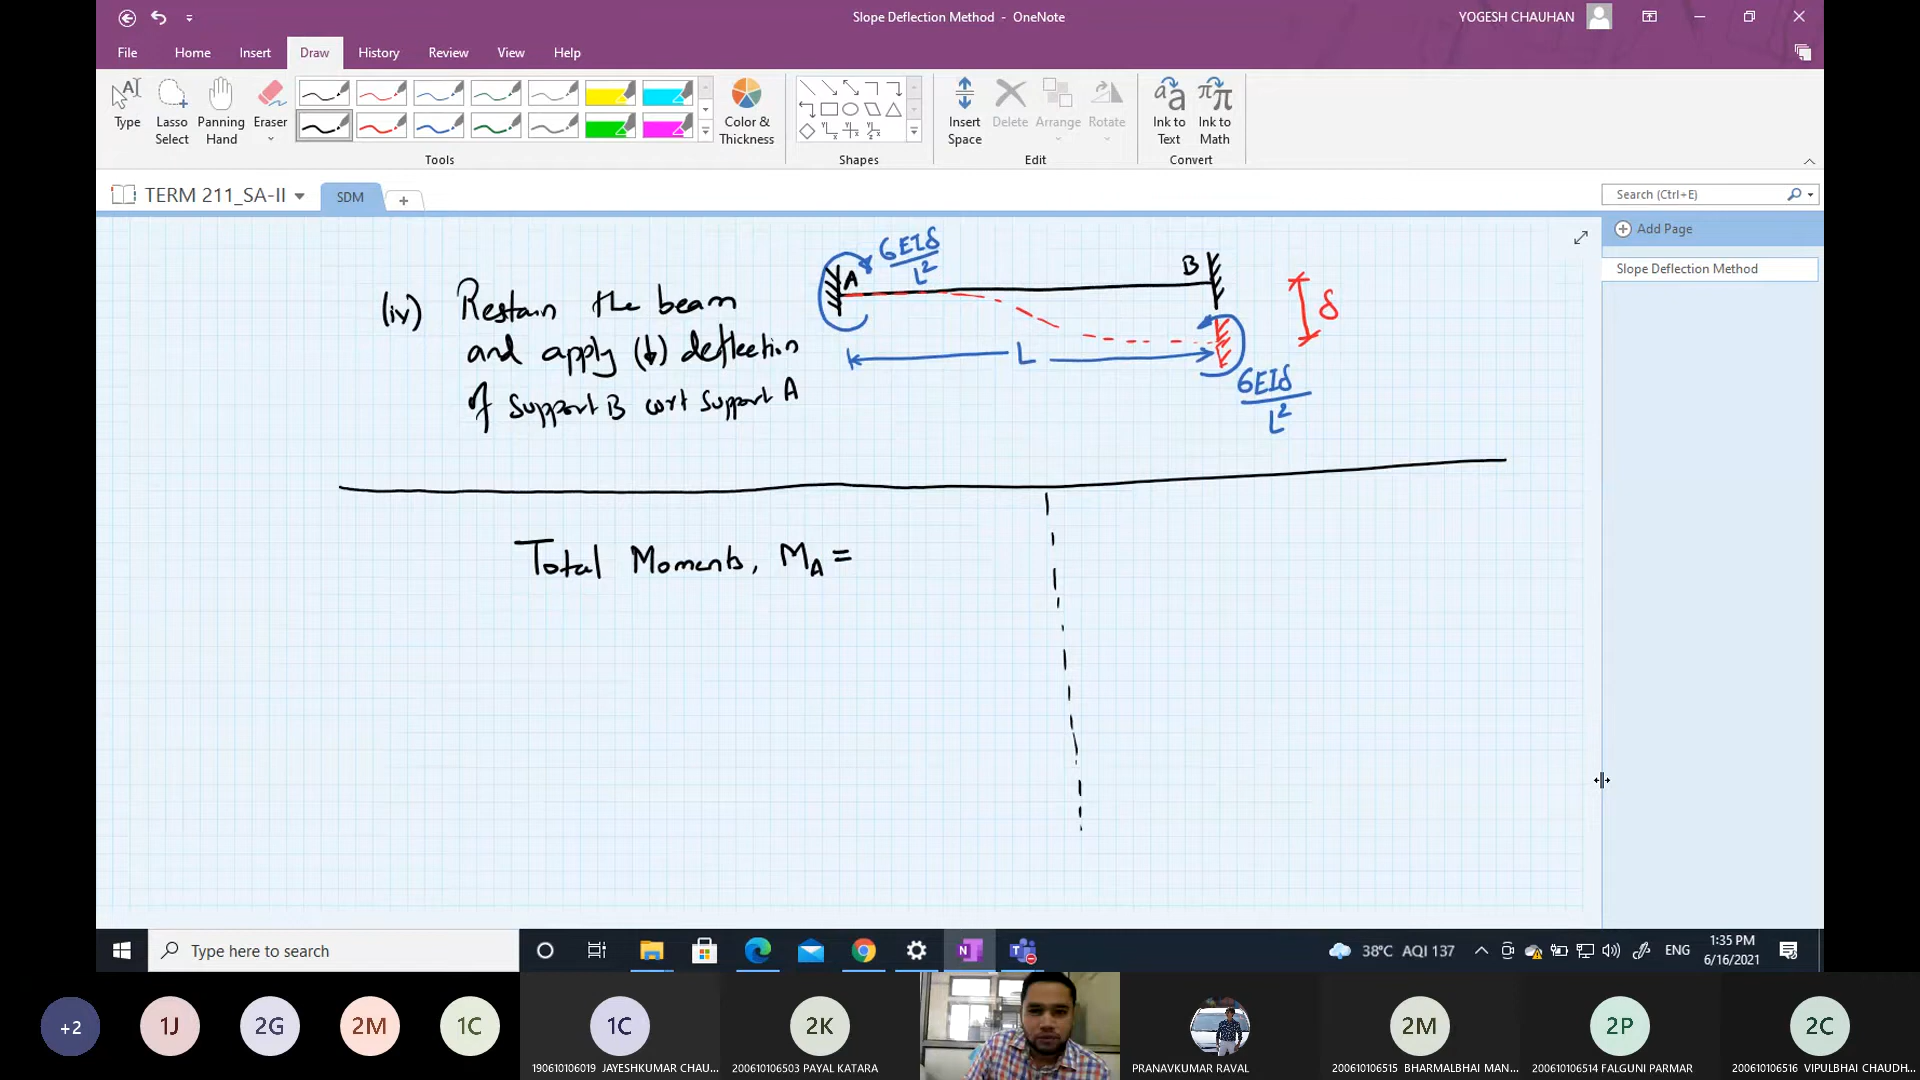 Slope Deflection Method - OneNote
YOGESH CHAUHAN
File Home Insert Draw History Review View Help
Type
Lasso Select
Panning Hand
Eraser
Color & Thickness
Insert Space
Delete
Arrange
Rotate
Ink to Text
Ink to Math
Tools
Shapes
Edit
Convert
TERM 211_SA-II
SDM
Search (Ctrl+E)
Add Page
Slope Deflection Method
(iv) Restain the beam
and apply (δ) deflection
of Support B wrt Support A
6EIδ
L²
A
B
δ
L
6EIδ
L²
Total Moments, M_A =
Type here to search
38°C AQI 137
ENG
1:35 PM
6/16/2021
+2
1J
2G
2M
1C
1C
2K
2M
2P
2C
190610106019 JAYESHKUMAR CHAU...
200610106503 PAYAL KATARA
PRANAVKUMAR RAVAL
200610106515 BHARMALBHAI MAN...
200610106514 FALGUNI PARMAR
200610106516 VIPULBHAI CHAUDH...